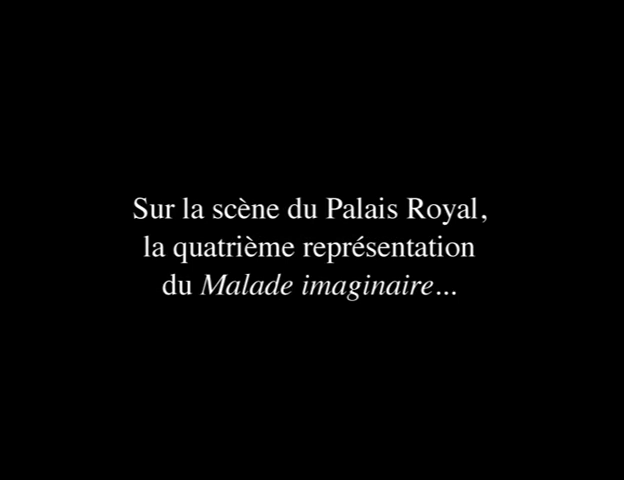 Sur la scène du Palais Royal,
la quatrième représentation
du Malade imaginaire...